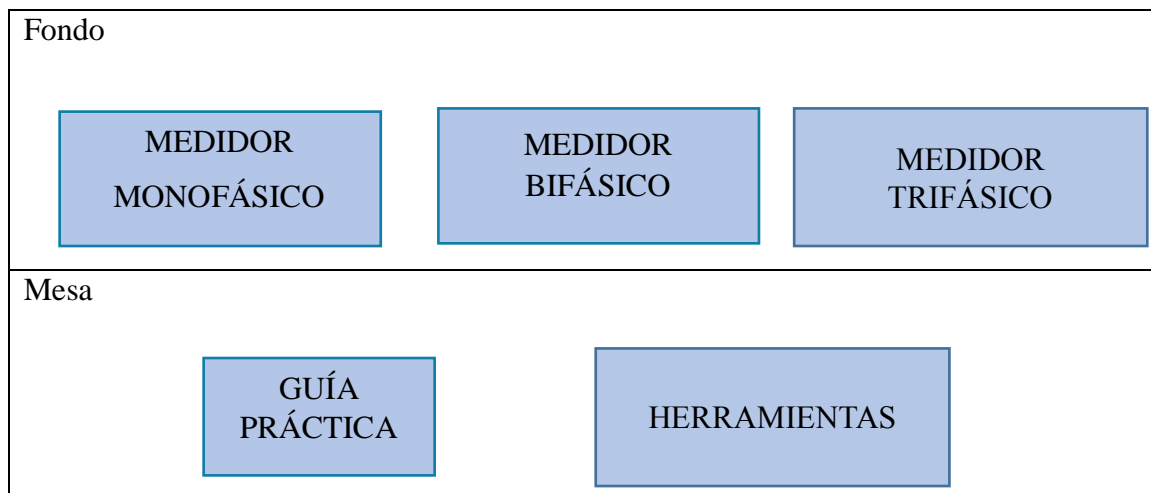 Fondo
MEDIDOR
MONOFÁSICO
MEDIDOR
BIFÁSICO
MEDIDOR
TRIFÁSICO
Mesa
GUÍA
PRÁCTICA
HERRAMIENTAS